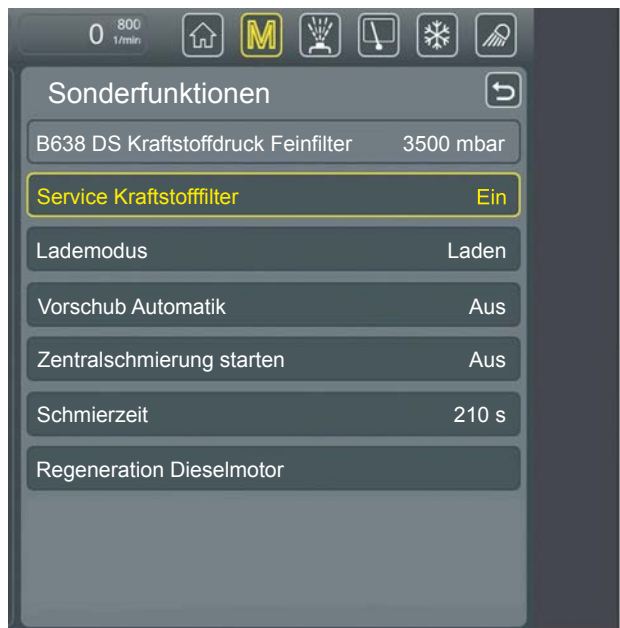 0 800 1/min
M
Sonderfunktionen
B638 DS Kraftstoffdruck Feinfilter 3500 mbar
Service Kraftstofffilter Ein
Lademodus Laden
Vorschub Automatik Aus
Zentralschmierung starten Aus
Schmierzeit 210 s
Regeneration Dieselmotor